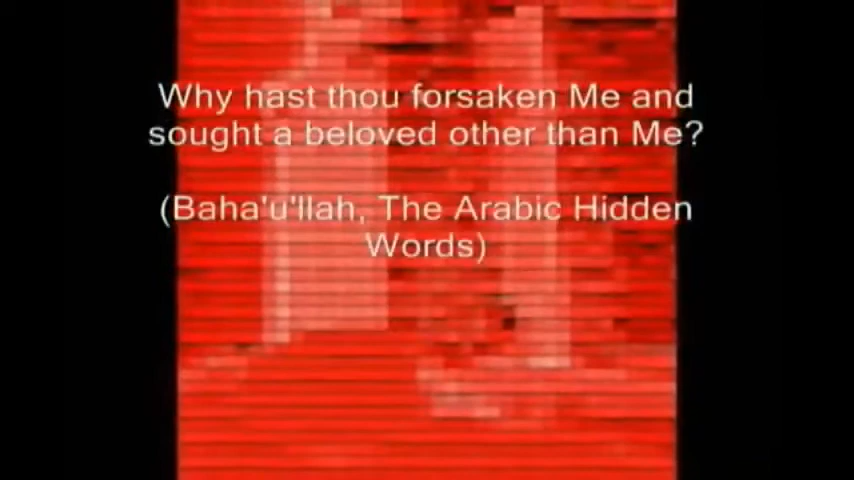 Why hast thou forsaken Me and
sought a beloved other than Me?
(Baha'u'llah, The Arabic Hidden
Words)